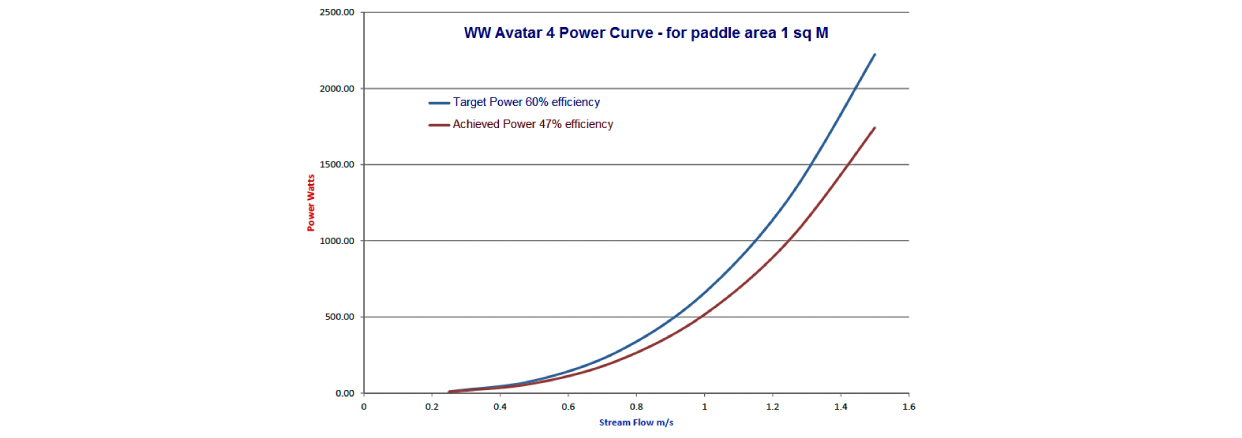 WW Avatar 4 Power Curve - for paddle area 1 sq M
2500.00
2000.00
1500.00
1000.00
500.00
0.00
Power Watts
Target Power 60% efficiency
Achieved Power 47% efficiency
0 0.2 0.4 0.6 0.8 1 1.2 1.4 1.6
Stream Flow m/s